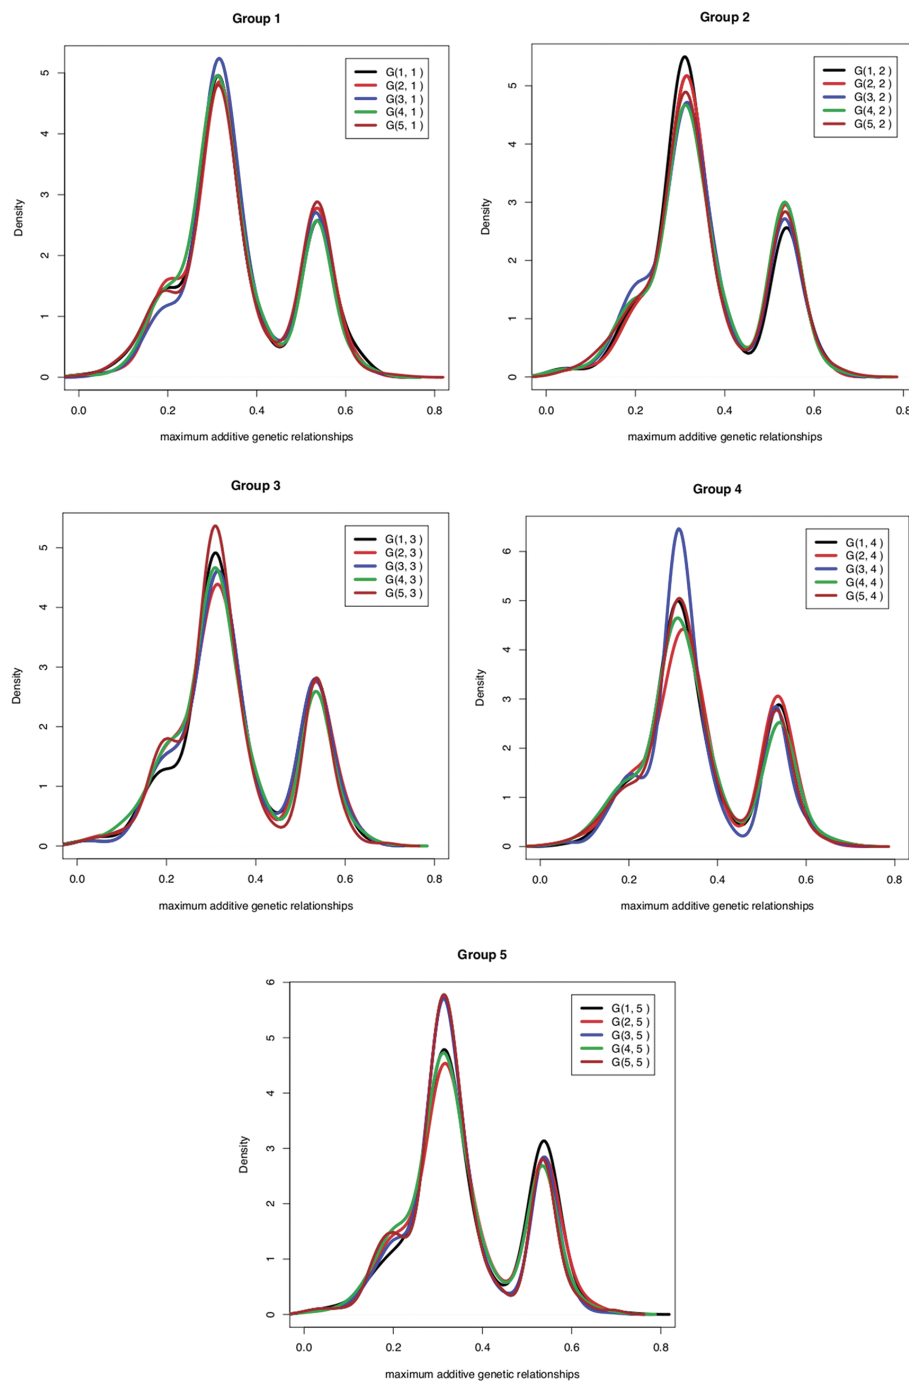 Group 1
G(1, 1 )
G(2, 1 )
G(3, 1 )
G(4, 1 )
G(5, 1 )
Density
0 1 2 3 4 5
0.0 0.2 0.4 0.6 0.8
maximum additive genetic relationships
Group 2
G(1, 2 )
G(2, 2 )
G(3, 2 )
G(4, 2 )
G(5, 2 )
Density
0 1 2 3 4 5
0.0 0.2 0.4 0.6 0.8
maximum additive genetic relationships
Group 3
G(1, 3 )
G(2, 3 )
G(3, 3 )
G(4, 3 )
G(5, 3 )
Density
0 1 2 3 4 5
0.0 0.2 0.4 0.6 0.8
maximum additive genetic relationships
Group 4
G(1, 4 )
G(2, 4 )
G(3, 4 )
G(4, 4 )
G(5, 4 )
Density
0 1 2 3 4 5 6
0.0 0.2 0.4 0.6 0.8
maximum additive genetic relationships
Group 5
G(1, 5 )
G(2, 5 )
G(3, 5 )
G(4, 5 )
G(5, 5 )
Density
0 1 2 3 4 5 6
0.0 0.2 0.4 0.6 0.8
maximum additive genetic relationships